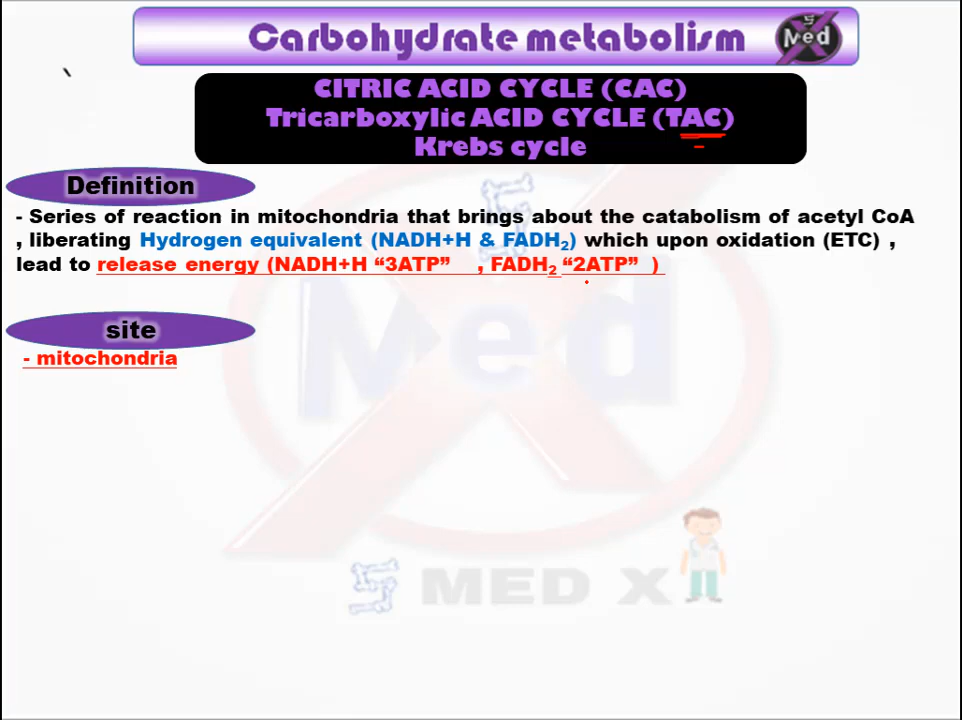 Carbohydrate metabolism
Med
CITRIC ACID CYCLE (CAC)
Tricarboxylic ACID CYCLE (TAC)
Krebs cycle
Definition
- Series of reaction in mitochondria that brings about the catabolism of acetyl CoA
, liberating Hydrogen equivalent (NADH+H & FADH₂) which upon oxidation (ETC) ,
lead to release energy (NADH+H “3ATP” , FADH₂ “2ATP” )
site
- mitochondria
Med
MED X